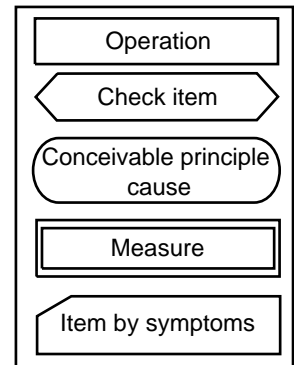 Operation
Check item
Conceivable principle
cause
Measure
Item by symptoms